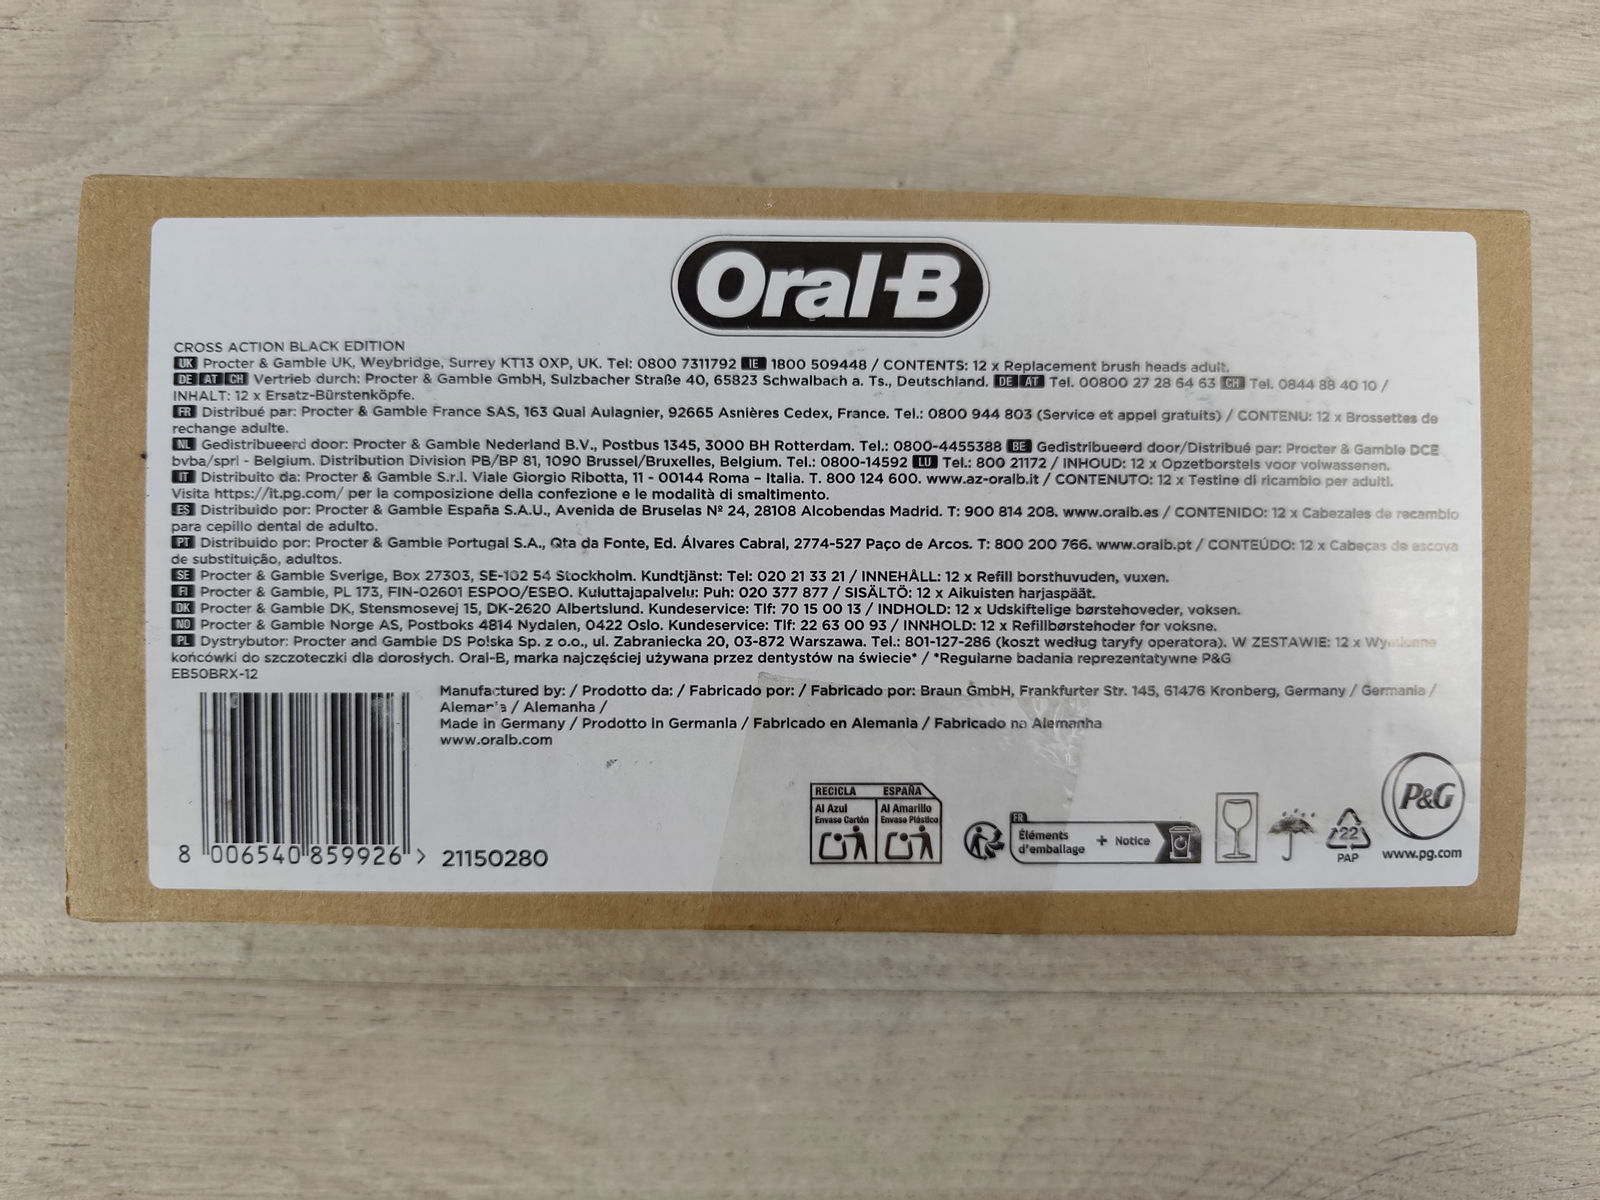 Oral-B
CROSS ACTION BLACK EDITION
UK Procter & Gamble UK, Weybridge, Surrey KT13 0XP, UK. Tel: 0800 7311792 IE 1800 509448 / CONTENTS: 12 x Replacement brush heads adult.
DE AT CH Vertrieb durch: Procter & Gamble GmbH, Sulzbacher Straße 40, 65823 Schwalbach a. Ts., Deutschland. DE AT Tel. 00800 27 28 64 63 CH Tel. 0844 88 40 10 /
INHALT: 12 x Ersatz-Bürstenköpfe.
FR Distribué par: Procter & Gamble France SAS, 163 Quai Aulagnier, 92665 Asnières Cedex, France. Tel.: 0800 944 803 (Service et appel gratuits) / CONTENU: 12 x Brossettes de
rechange adulte.
NL Gedistribueerd door: Procter & Gamble Nederland B.V., Postbus 1345, 3000 BH Rotterdam. Tel.: 0800-4455388 BE Gedistribueerd door/Distribué par: Procter & Gamble DCE
bvba/sprl - Belgium. Distribution Division PB/BP 81, 1090 Brussel/Bruxelles, Belgium. Tel.: 0800-14592 LU Tel.: 800 21172 / INHOUD: 12 x Opzetborstels voor volwassenen.
IT Distribuito da: Procter & Gamble S.r.l. Viale Giorgio Ribotta, 11 - 00144 Roma – Italia. T. 800 124 600. www.az-oralb.it / CONTENUTO: 12 x Testine di ricambio per adulti.
Visita https://it.pg.com/ per la composizione della confezione e le modalità di smaltimento.
ES Distribuido por: Procter & Gamble España S.A.U., Avenida de Bruselas Nº 24, 28108 Alcobendas Madrid. T: 900 814 208. www.oralb.es / CONTENIDO: 12 x Cabezales de recambio
para cepillo dental de adulto.
PT Distribuido por: Procter & Gamble Portugal S.A., Qta da Fonte, Ed. Álvares Cabral, 2774-527 Paço de Arcos. T: 800 200 766. www.oralb.pt / CONTEÚDO: 12 x Cabeças de escova
de substituição, adultos.
SE Procter & Gamble Sverige, Box 27303, SE-102 54 Stockholm. Kundtjänst: Tel: 020 21 33 21 / INNEHÅLL: 12 x Refill borsthuvuden, vuxen.
FI Procter & Gamble, PL 173, FIN-02601 ESPOO/ESBO. Kuluttajapalvelu: Puh: 020 377 877 / SISÄLTÖ: 12 x Aikuisten harjaspäät.
DK Procter & Gamble DK, Stensmosevej 15, DK-2620 Albertslund. Kundeservice: Tlf: 70 15 00 13 / INDHOLD: 12 x Udskiftelige børstehoveder, voksen.
NO Procter & Gamble Norge AS, Postboks 4814 Nydalen, 0422 Oslo. Kundeservice: Tlf: 22 63 00 93 / INNHOLD: 12 x Refillbørstehoder for voksne.
PL Dystrybutor: Procter and Gamble DS Polska Sp. z o.o., ul. Zabraniecka 20, 03-872 Warszawa. Tel.: 801-127-286 (koszt według taryfy operatora). W ZESTAWIE: 12 x Wymienne
końcówki do szczoteczki dla dorosłych. Oral-B, marka najczęściej używana przez dentystów na świecie* / *Regularne badania reprezentatywne P&G
EB50BRX-12
Manufactured by: / Prodotto da: / Fabricado por: / Fabricado por: Braun GmbH, Frankfurter Str. 145, 61476 Kronberg, Germany / Germania /
Alemania / Alemanha /
Made in Germany / Prodotto in Germania / Fabricado en Alemania / Fabricado na Alemanha
www.oralb.com
8 006540 859926 > 21150280
RECICLA ESPAÑA
Al Azul Envase Cartón
Al Amarillo Envase Plástico
FR
Éléments d'emballage + Notice
22
PAP
P&G
www.pg.com